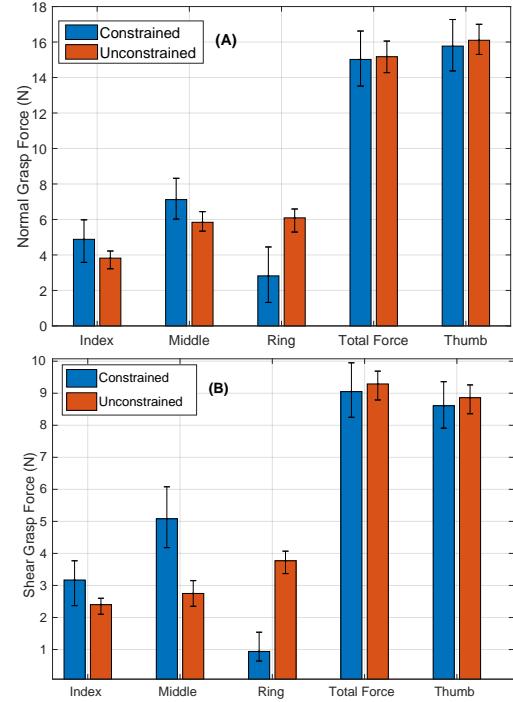 18
16
14
12
10
8
6
4
2
0
Normal Grasp Force (N)
Constrained
Unconstrained
(A)
Index Middle Ring Total Force Thumb
10
9
8
7
6
5
4
3
2
1
Shear Grasp Force (N)
Constrained
Unconstrained
(B)
Index Middle Ring Total Force Thumb